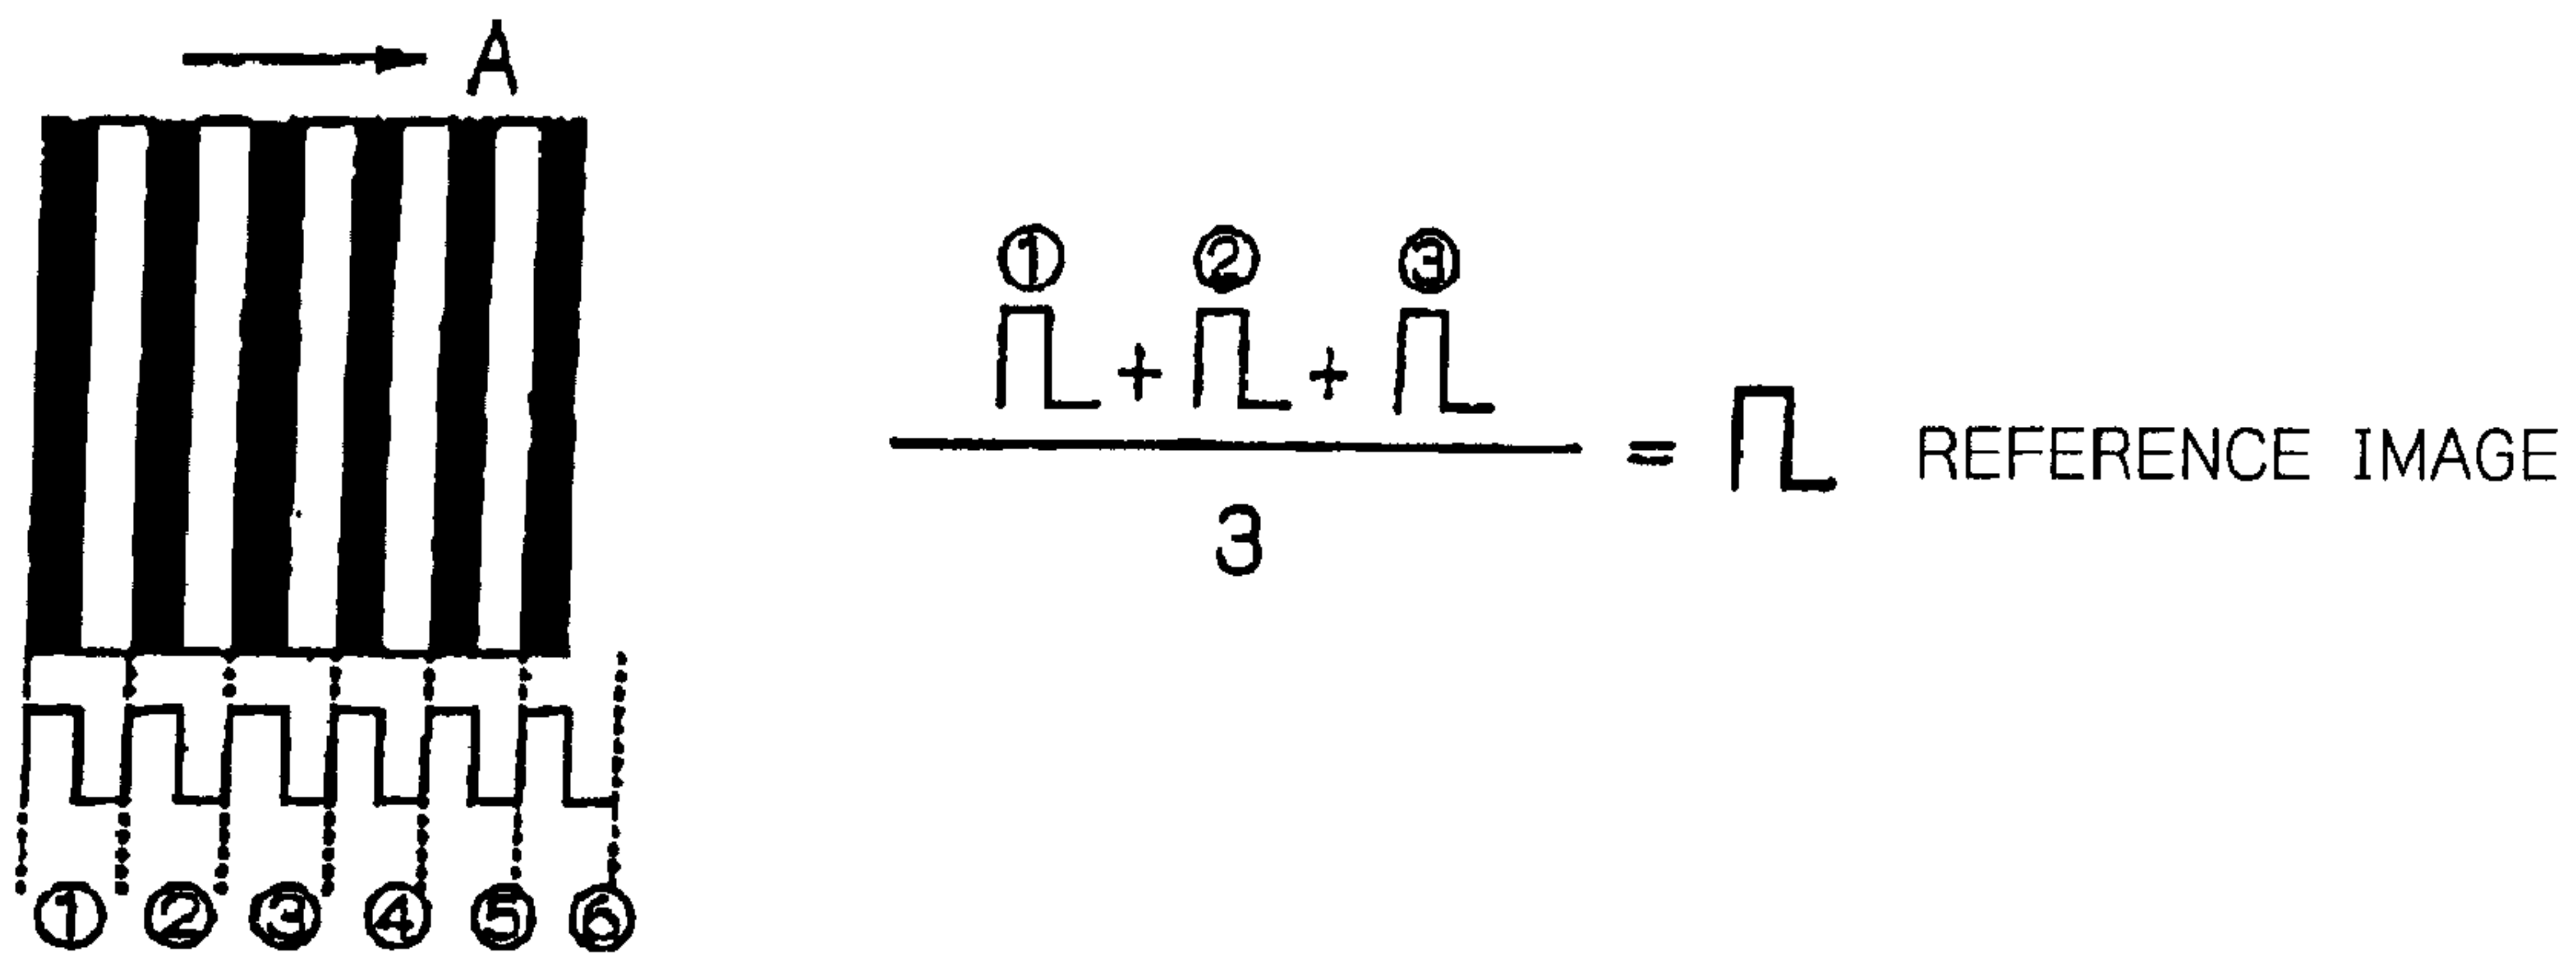 A
① ② ③
+ +
= REFERENCE IMAGE
3
① ② ③ ④ ⑤ ⑥